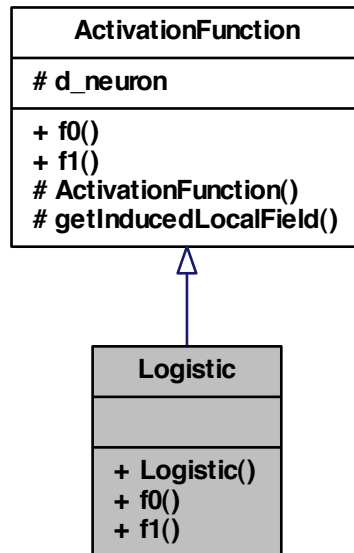 ActivationFunction
# d_neuron
+ f0()
+ f1()
# ActivationFunction()
# getInducedLocalField()
Logistic
+ Logistic()
+ f0()
+ f1()